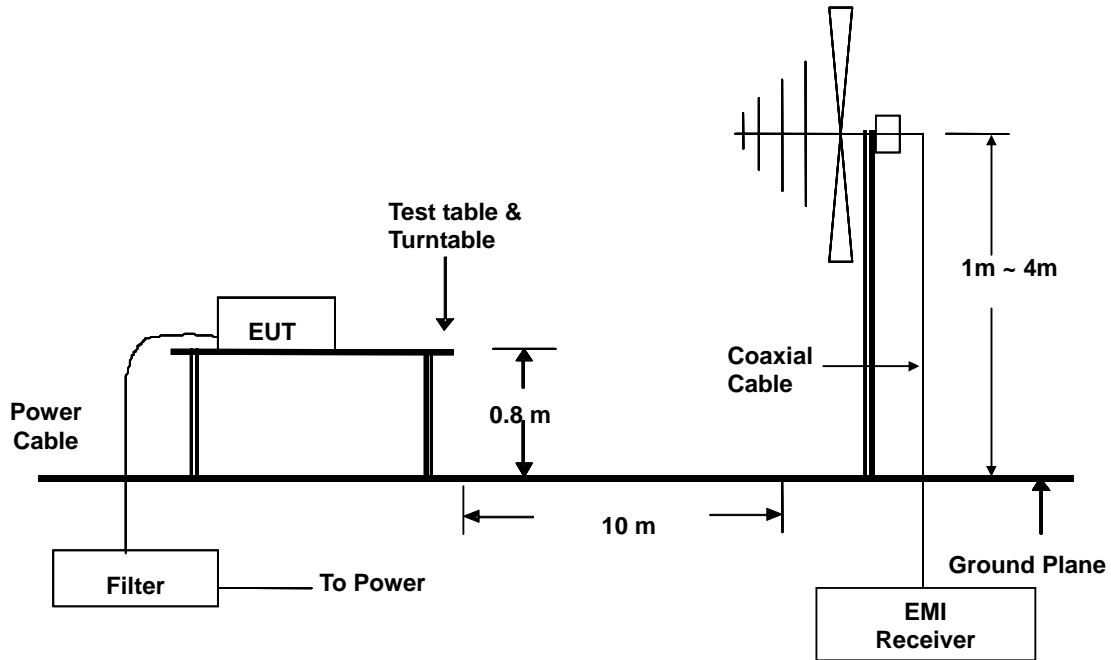 Test table &
Turntable
1m ~ 4m
EUT
Coaxial
Cable
0.8 m
Power
Cable
10 m
Ground Plane
Filter
To Power
EMI
Receiver